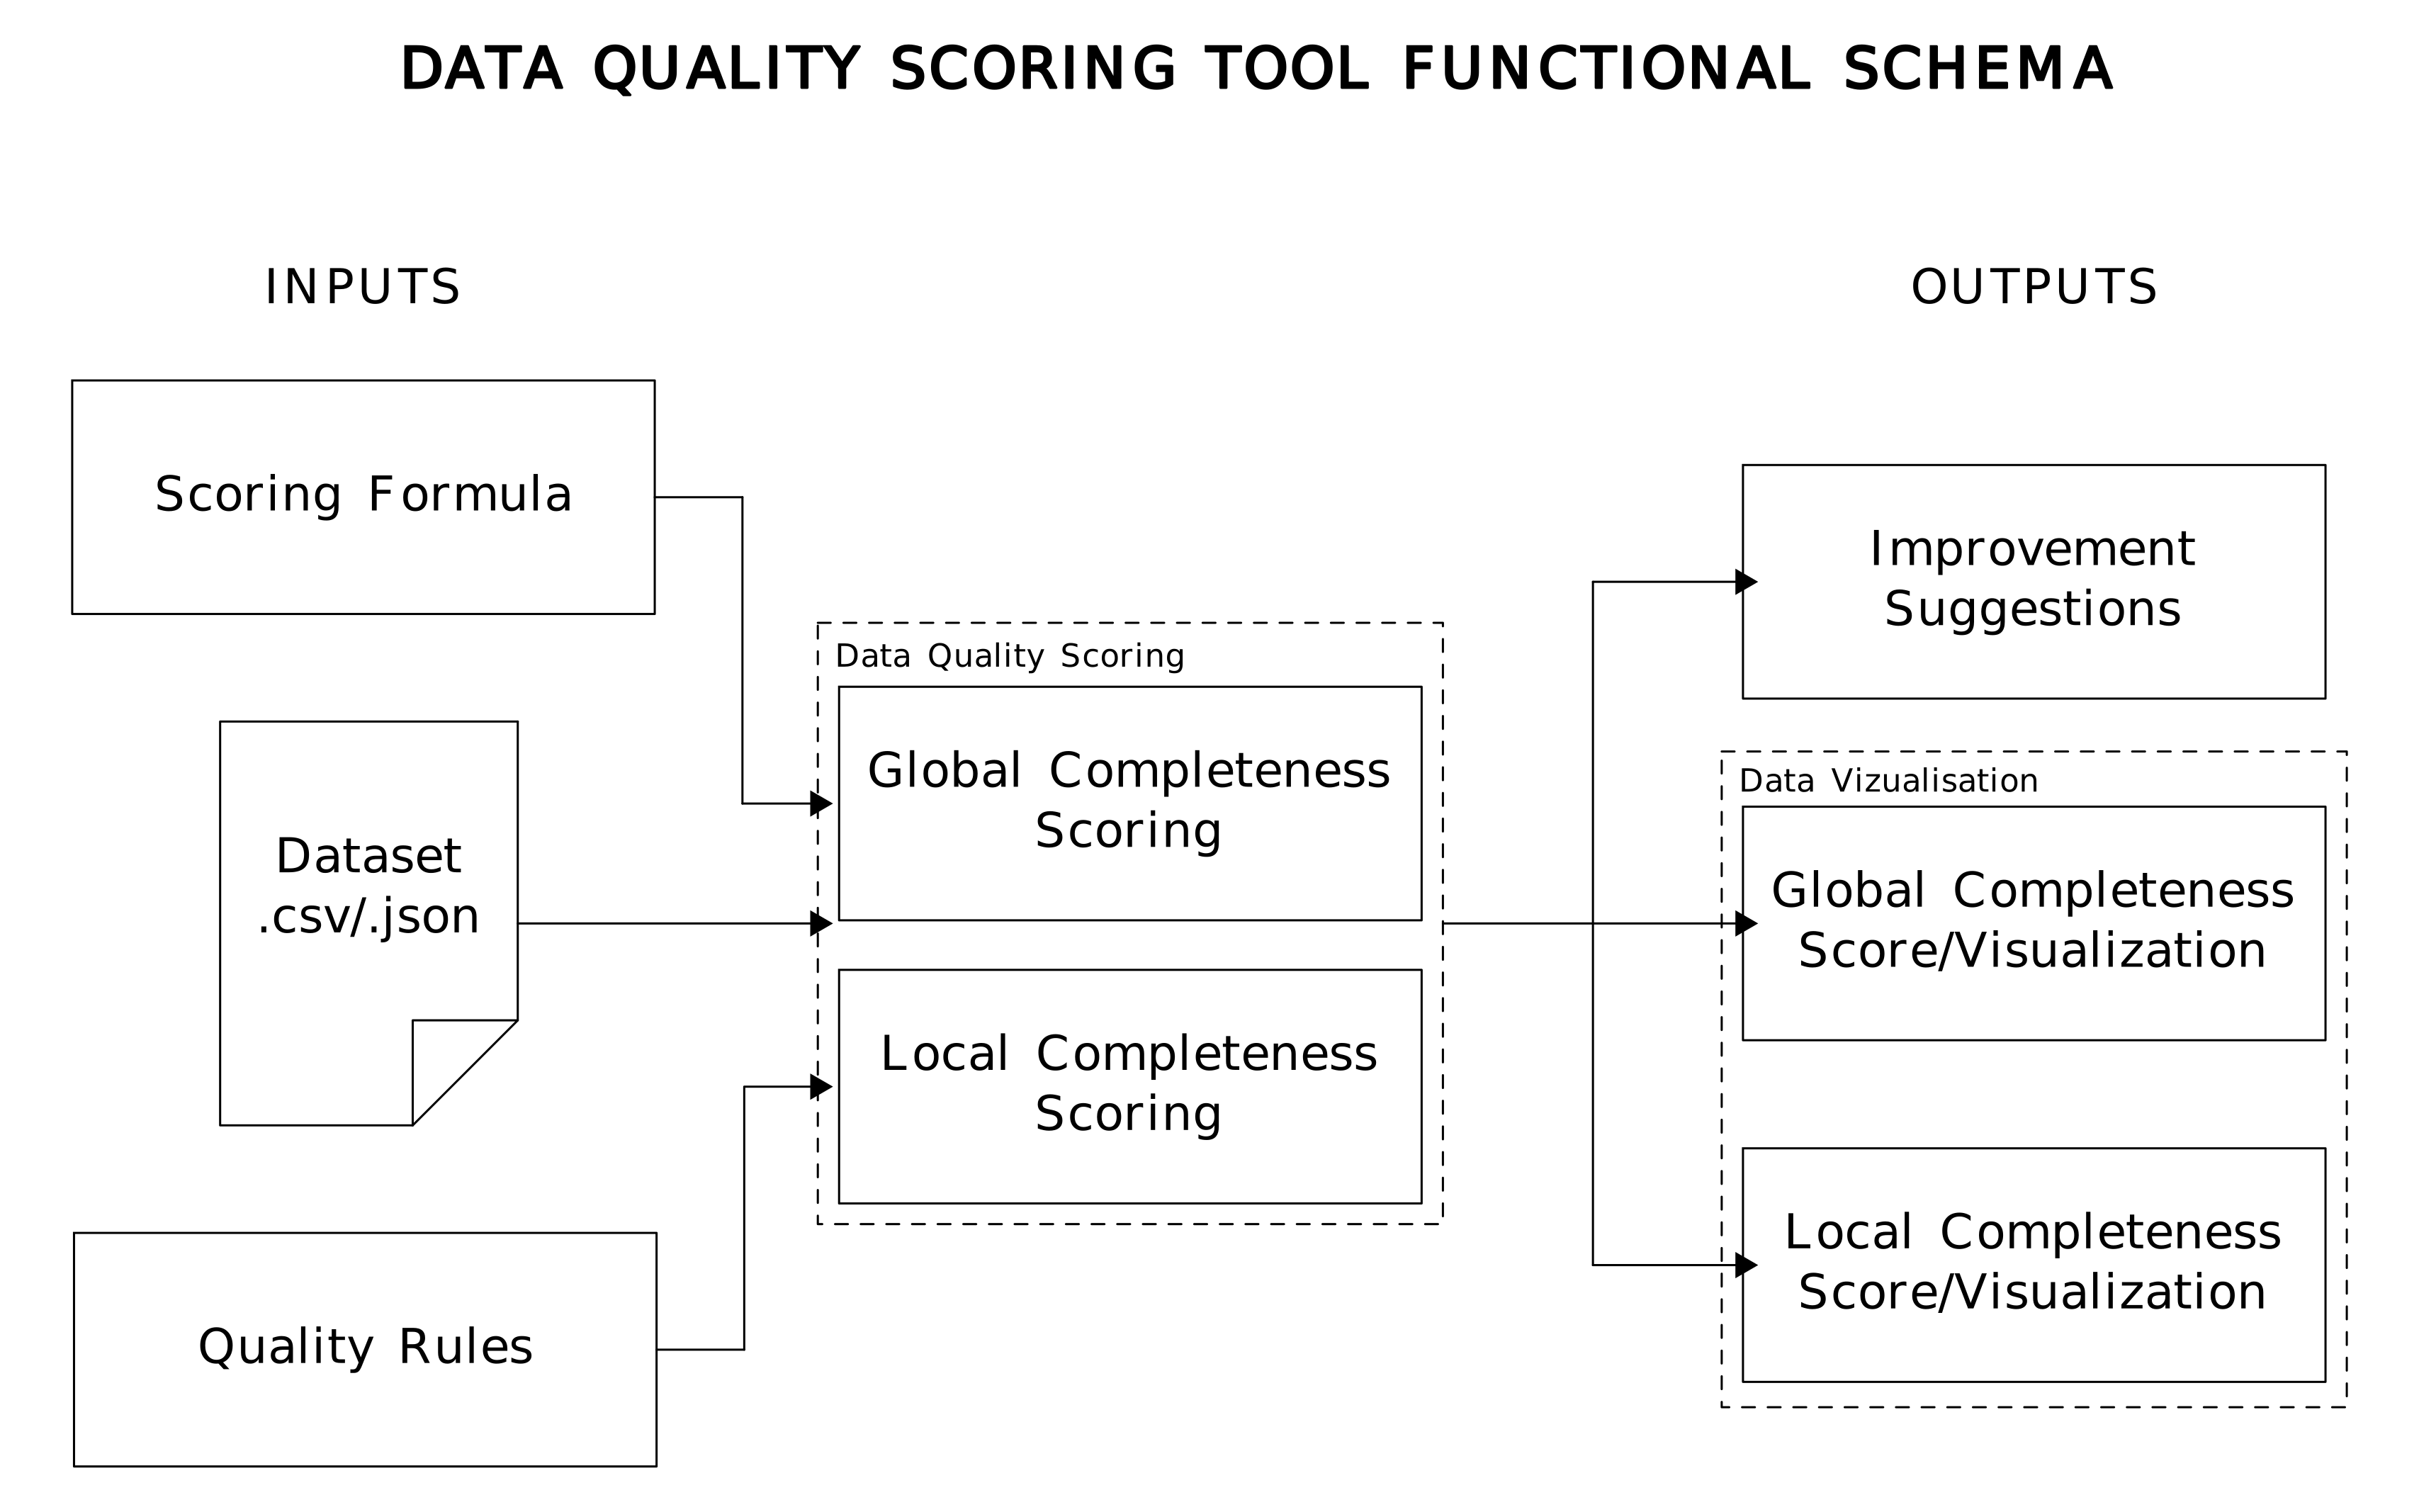 DATA QUALITY SCORING TOOL FUNCTIONAL SCHEMA
INPUTS
Scoring Formula
Dataset
.csv/.json
Quality Rules
Data Quality Scoring
Global Completeness
Scoring
Local Completeness
Scoring
OUTPUTS
Improvement
Suggestions
Data Vizualisation
Global Completeness
Score/Visualization
Local Completeness
Score/Visualization